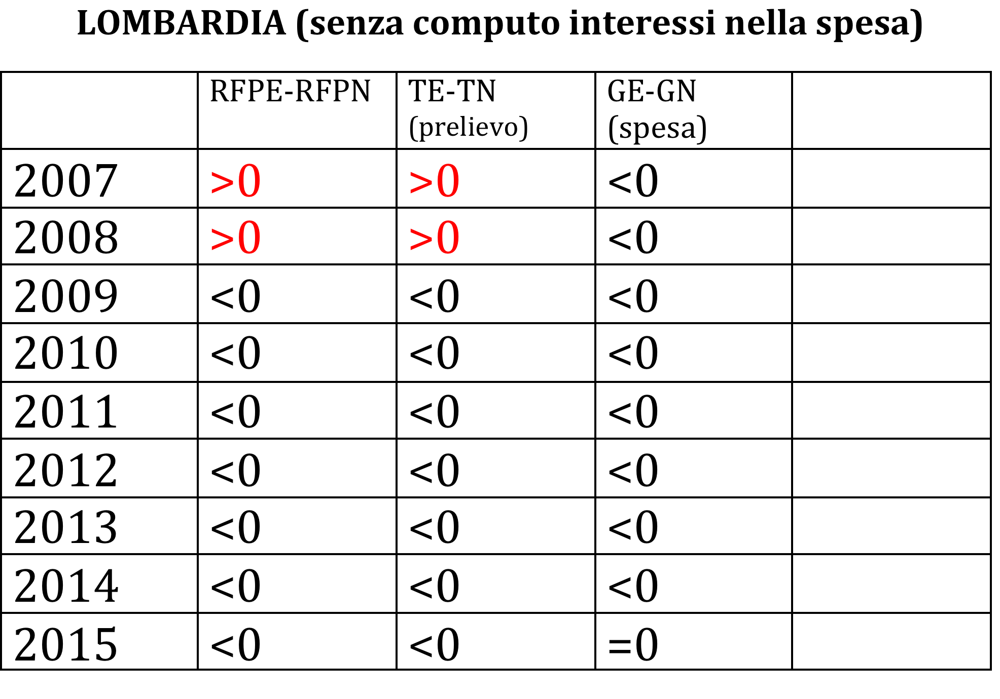 LOMBARDIA (senza computo interessi nella spesa)
RFPE-RFPN TE-TN GE-GN
(prelievo) (spesa)
2007 >0 >0 <0
2008 >0 >0 <0
2009 <0 <0 <0
2010 <0 <0 <0
2011 <0 <0 <0
2012 <0 <0 <0
2013 <0 <0 <0
2014 <0 <0 <0
2015 <0 <0 =0